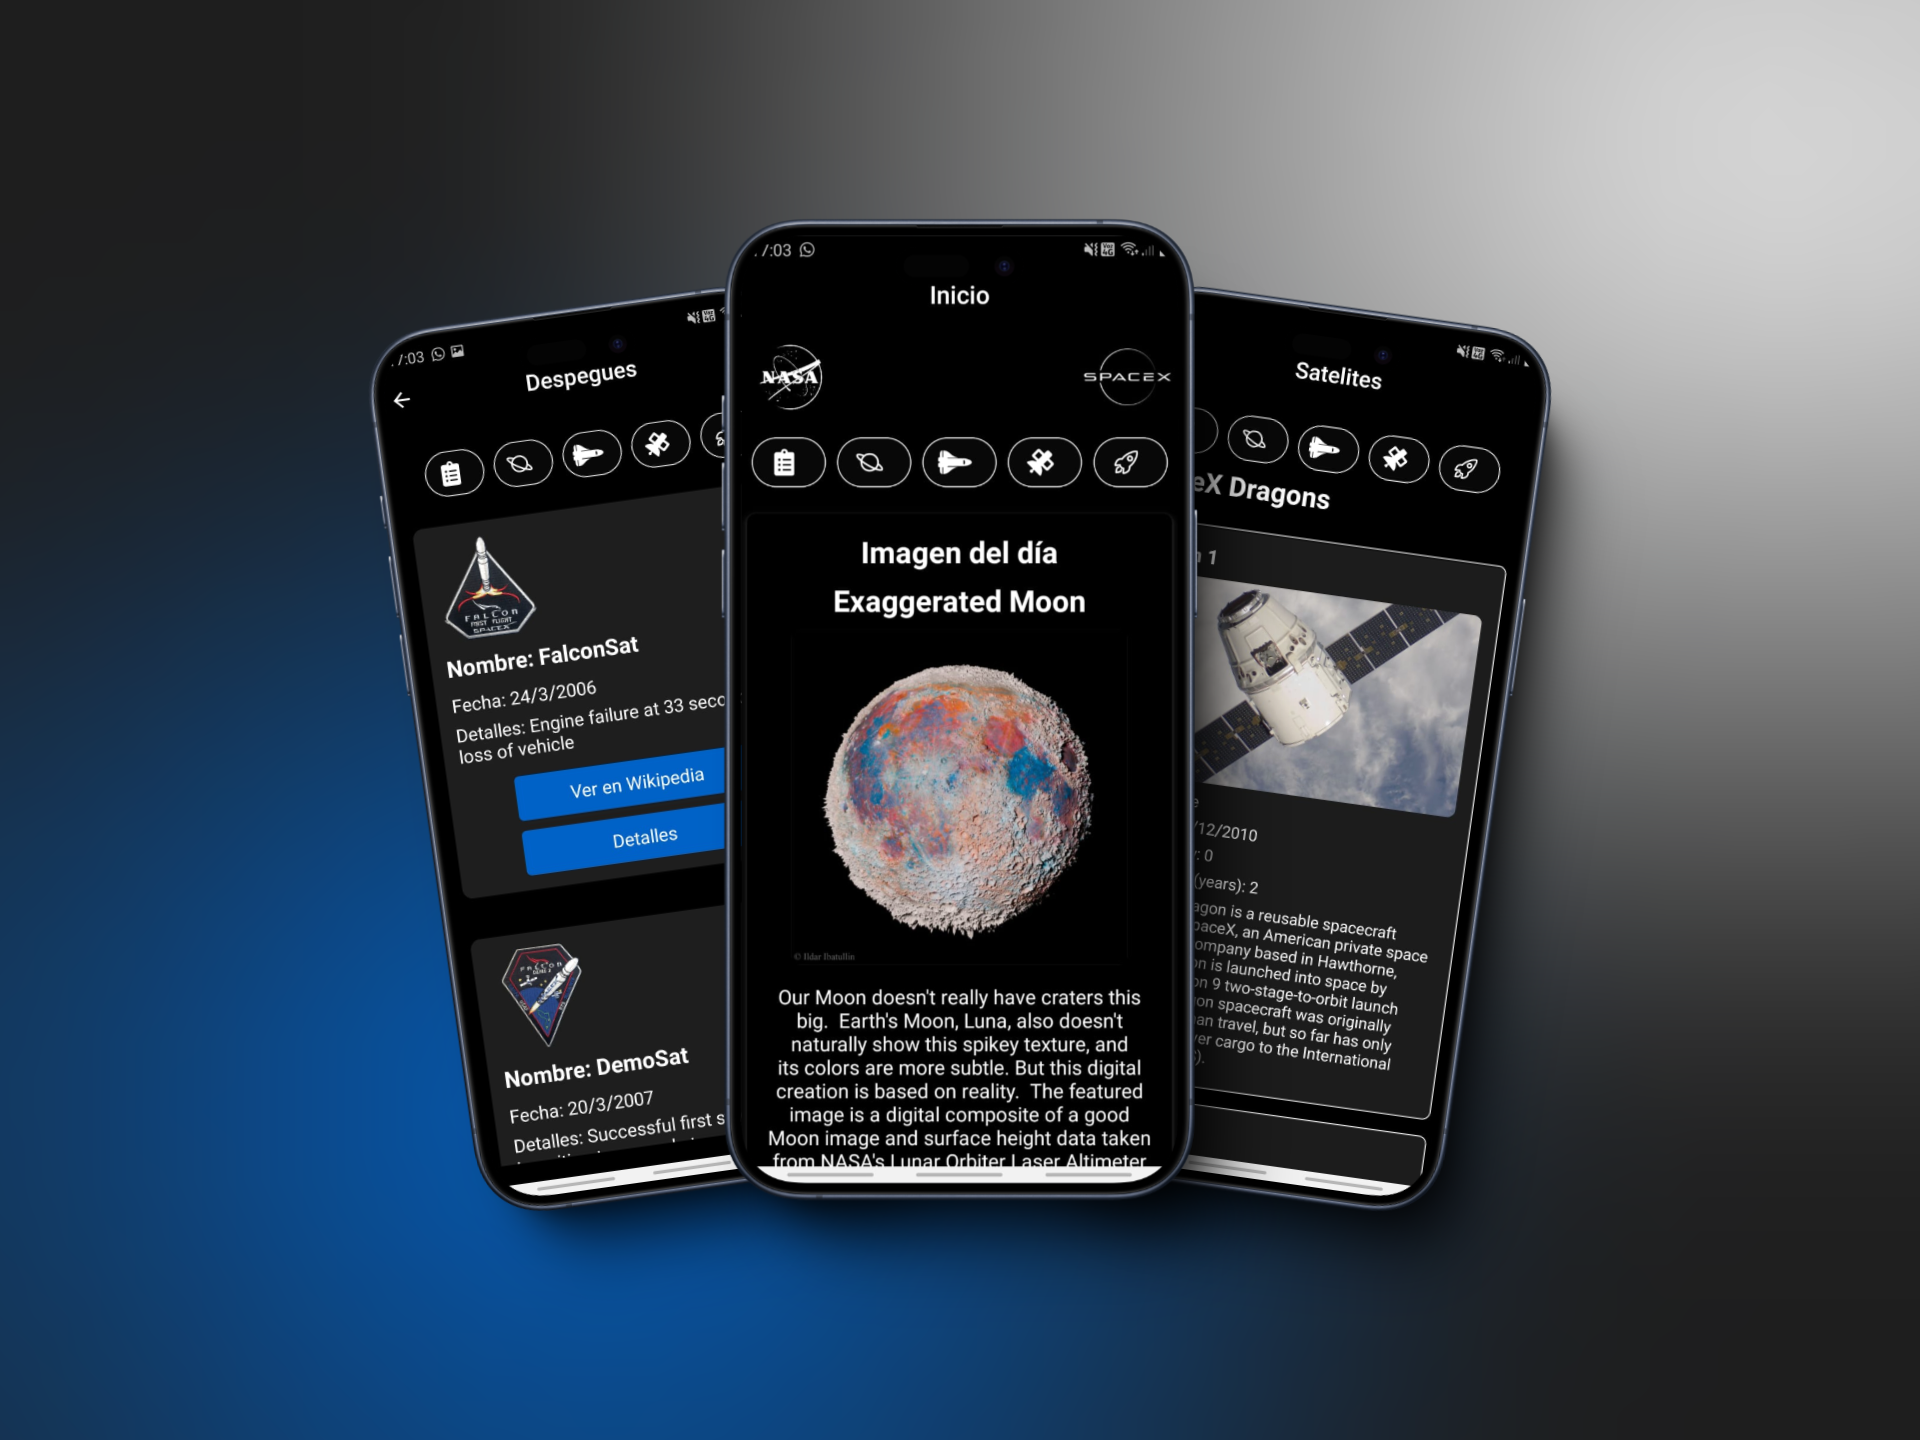 7:03
Despegues
FALCON
FIRST FLIGHT
SPACEX
Nombre: FalconSat
Fecha: 24/3/2006
Detalles: Engine failure at 33
loss of vehicle
Ver en Wikipedia
Detalles
FALCON
Nombre: DemoSat
Fecha: 20/3/2007
Detalles: Successful first
7:03
Inicio
NASA
SPACEX
Imagen del día
Exaggerated Moon
© Ildar Ibatullin
Our Moon doesn't really have craters this
big. Earth's Moon, Luna, also doesn't
naturally show this spikey texture, and
its colors are more subtle. But this digital
creation is based on reality. The featured
image is a digital composite of a good
Moon image and surface height data taken
from NASA's Lunar Orbiter Laser Altimeter
Satelites
eX Dragons
1
/12/2010
: 0
(years): 2
agon is a reusable spacecraft
paceX, an American private space
ompany based in Hawthorne,
on is launched into space by
on 9 two-stage-to-orbit launch
on spacecraft was originally
an travel, but so far has only
er cargo to the International
).